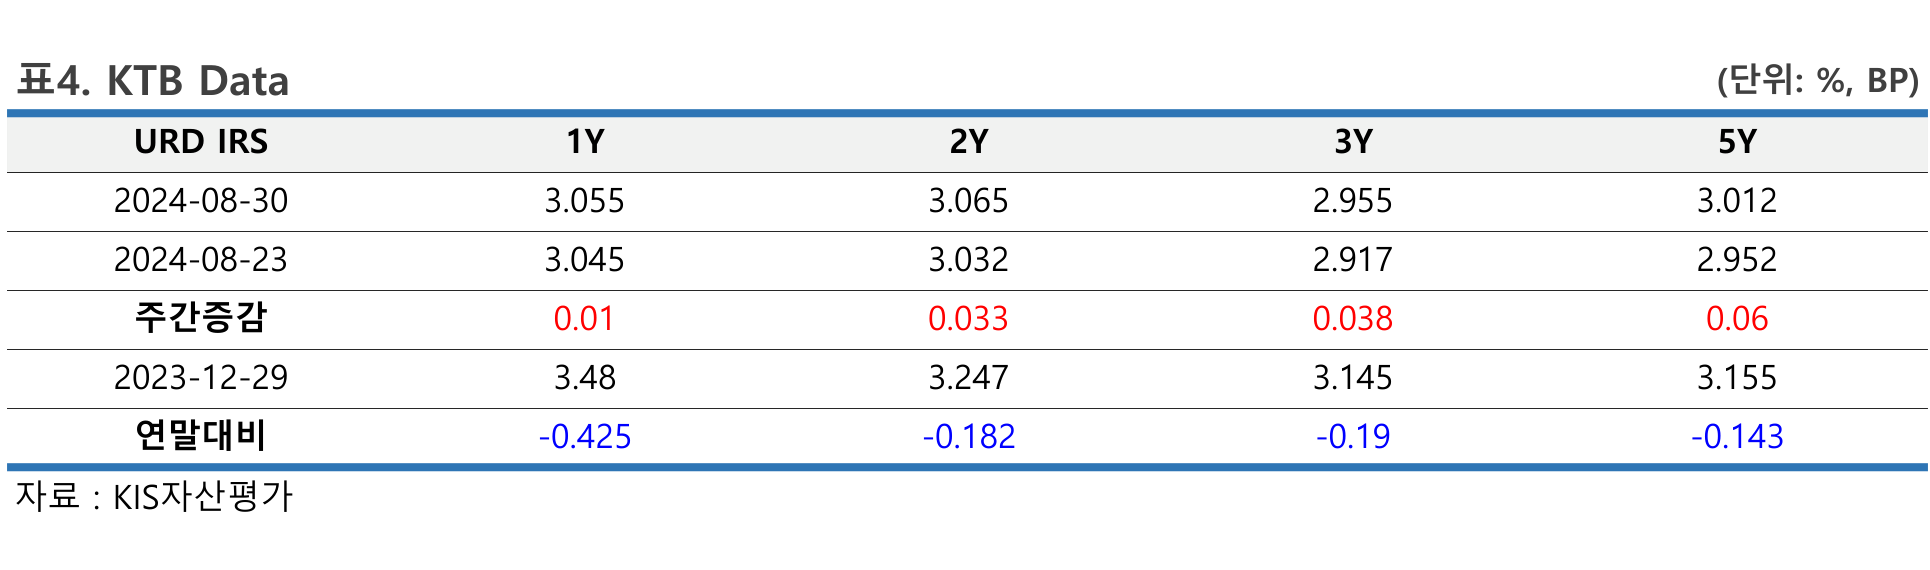 표4. KTB Data (단위: %, BP)
URD IRS 1Y 2Y 3Y 5Y
2024-08-30 3.055 3.065 2.955 3.012
2024-08-23 3.045 3.032 2.917 2.952
주간증감 0.01 0.033 0.038 0.06
2023-12-29 3.48 3.247 3.145 3.155
연말대비 -0.425 -0.182 -0.19 -0.143
자료 : KIS자산평가